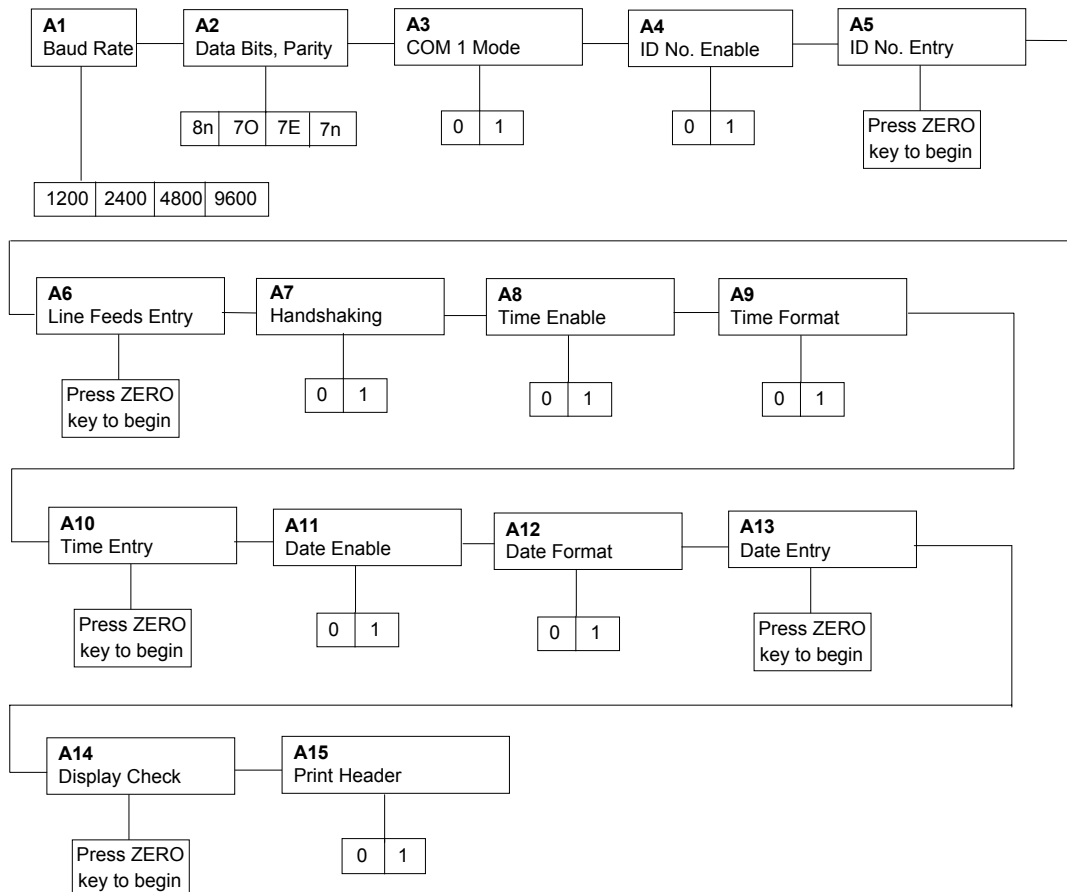 A1
Baud Rate
A2
Data Bits, Parity
A3
COM 1 Mode
A4
ID No. Enable
A5
ID No. Entry
8n 7O 7E 7n
0 1
0 1
Press ZERO
key to begin
1200 2400 4800 9600
A6
Line Feeds Entry
A7
Handshaking
A8
Time Enable
A9
Time Format
Press ZERO
key to begin
0 1
0 1
0 1
A10
Time Entry
A11
Date Enable
A12
Date Format
A13
Date Entry
Press ZERO
key to begin
0 1
0 1
Press ZERO
key to begin
A14
Display Check
A15
Print Header
Press ZERO
key to begin
0 1